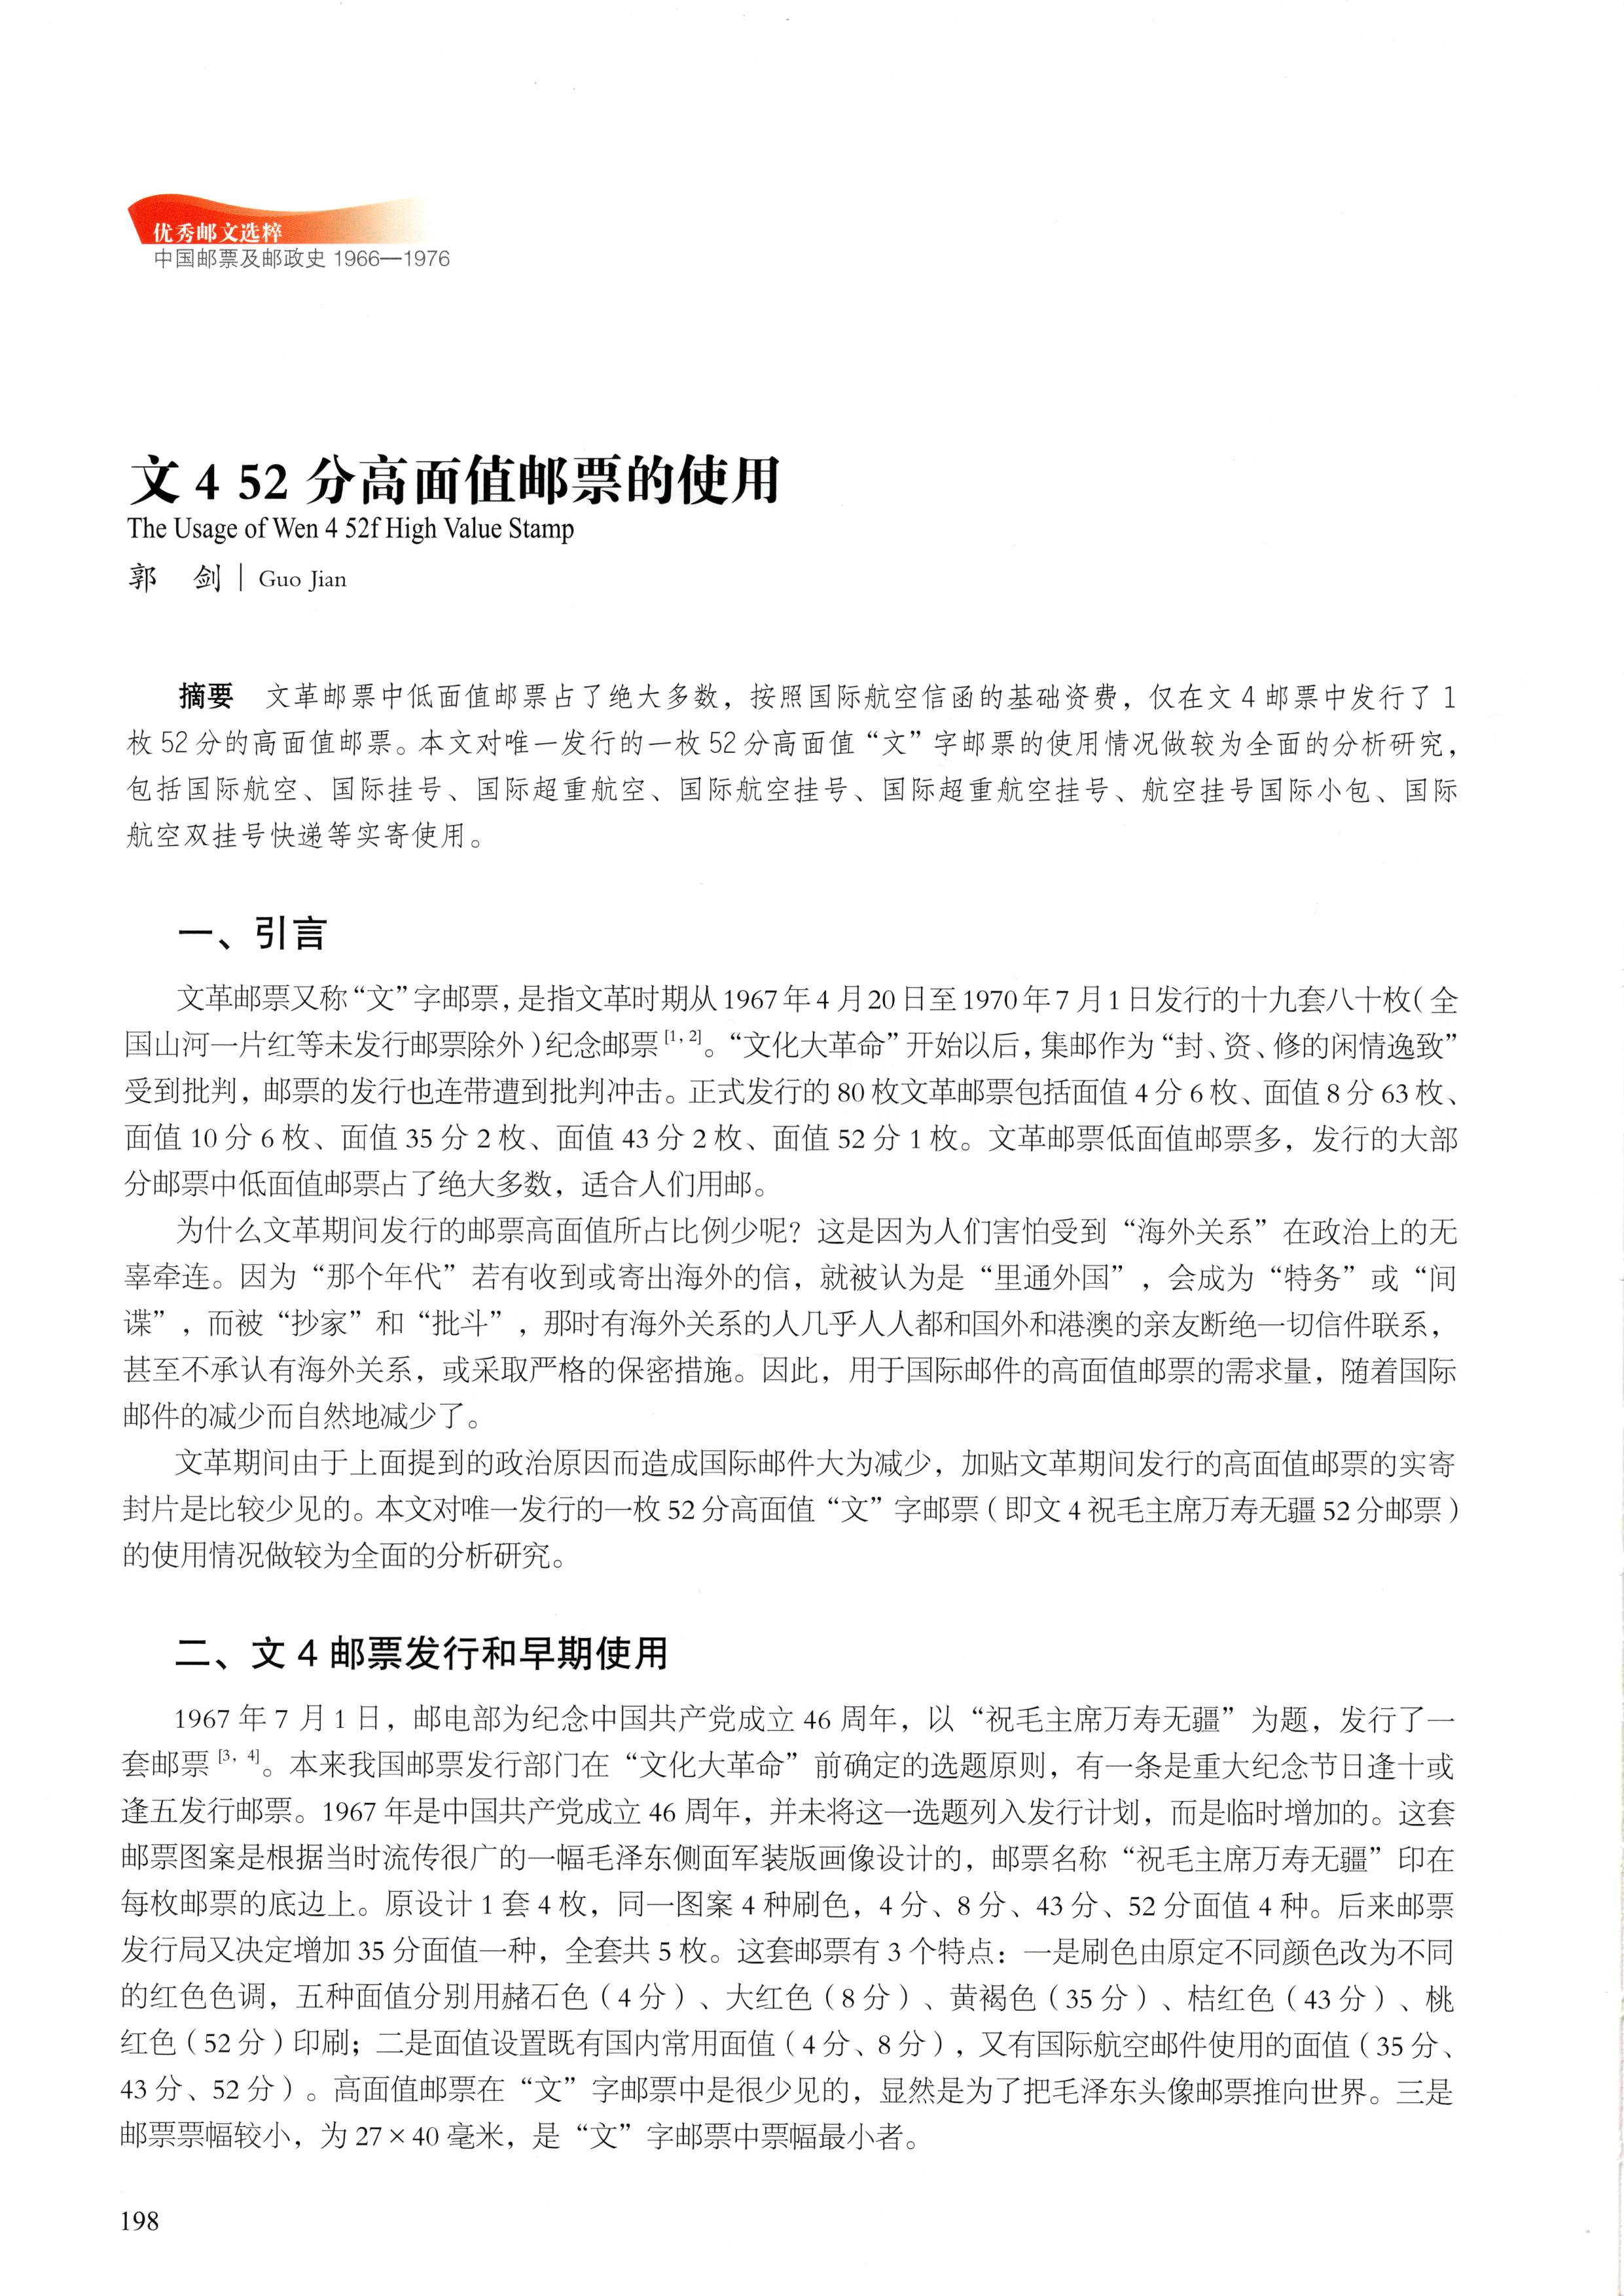 优秀邮文选粹
中国邮票及邮政史 1966—1976
文 4 52 分高面值邮票的使用
The Usage of Wen 4 52f High Value Stamp
郭 剑 | Guo Jian
摘要 文革邮票中低面值邮票占了绝大多数，按照国际航空信函的基础资费，仅在文 4 邮票中发行了 1
枚 52 分的高面值邮票。本文对唯一发行的一枚 52 分高面值“文”字邮票的使用情况做较为全面的分析研究，
包括国际航空、国际挂号、国际超重航空、国际航空挂号、国际超重航空挂号、航空挂号国际小包、国际
航空双挂号快递等实寄使用。
一、引言
文革邮票又称“文”字邮票，是指文革时期从 1967 年 4 月 20 日至 1970 年 7 月 1 日发行的十九套八十枚（全
国山河一片红等未发行邮票除外）纪念邮票 [1, 2]。“文化大革命”开始以后，集邮作为“封、资、修的闲情逸致”
受到批判，邮票的发行也连带遭到批判冲击。正式发行的 80 枚文革邮票包括面值 4 分 6 枚、面值 8 分 63 枚、
面值 10 分 6 枚、面值 35 分 2 枚、面值 43 分 2 枚、面值 52 分 1 枚。文革邮票低面值邮票多，发行的大部
分邮票中低面值邮票占了绝大多数，适合人们用邮。
为什么文革期间发行的邮票高面值所占比例少呢？这是因为人们害怕受到“海外关系”在政治上的无
辜牵连。因为“那个年代”若有收到或寄出海外的信，就被认为是“里通外国”，会成为“特务”或“间
谍”，而被“抄家”和“批斗”，那时有海外关系的人几乎人人都和国外和港澳的亲友断绝一切信件联系，
甚至不承认有海外关系，或采取严格的保密措施。因此，用于国际邮件的高面值邮票的需求量，随着国际
邮件的减少而自然地减少了。
文革期间由于上面提到的政治原因而造成国际邮件大为减少，加贴文革期间发行的高面值邮票的实寄
封片是比较少见的。本文对唯一发行的一枚 52 分高面值“文”字邮票（即文 4 祝毛主席万寿无疆 52 分邮票）
的使用情况做较为全面的分析研究。
二、文 4 邮票发行和早期使用
1967 年 7 月 1 日，邮电部为纪念中国共产党成立 46 周年，以“祝毛主席万寿无疆”为题，发行了一
套邮票 [3, 4]。本来我国邮票发行部门在“文化大革命”前确定的选题原则，有一条是重大纪念节日逢十或
逢五发行邮票。1967 年是中国共产党成立 46 周年，并未将这一选题列入发行计划，而是临时增加的。这套
邮票图案是根据当时流传很广的一幅毛泽东侧面军装版画像设计的，邮票名称“祝毛主席万寿无疆”印在
每枚邮票的底边上。原设计 1 套 4 枚，同一图案 4 种刷色，4 分、8 分、43 分、52 分面值 4 种。后来邮票
发行局又决定增加 35 分面值一种，全套共 5 枚。这套邮票有 3 个特点：一是刷色由原定不同颜色改为不同
的红色色调，五种面值分别用赭石色（4 分）、大红色（8 分）、黄褐色（35 分）、桔红色（43 分）、桃
红色（52 分）印刷；二是面值设置既有国内常用面值（4 分、8 分），又有国际航空邮件使用的面值（35 分、
43 分、52 分）。高面值邮票在“文”字邮票中是很少见的，显然是为了把毛泽东头像邮票推向世界。三是
邮票票幅较小，为 27 × 40 毫米，是“文”字邮票中票幅最小者。
198